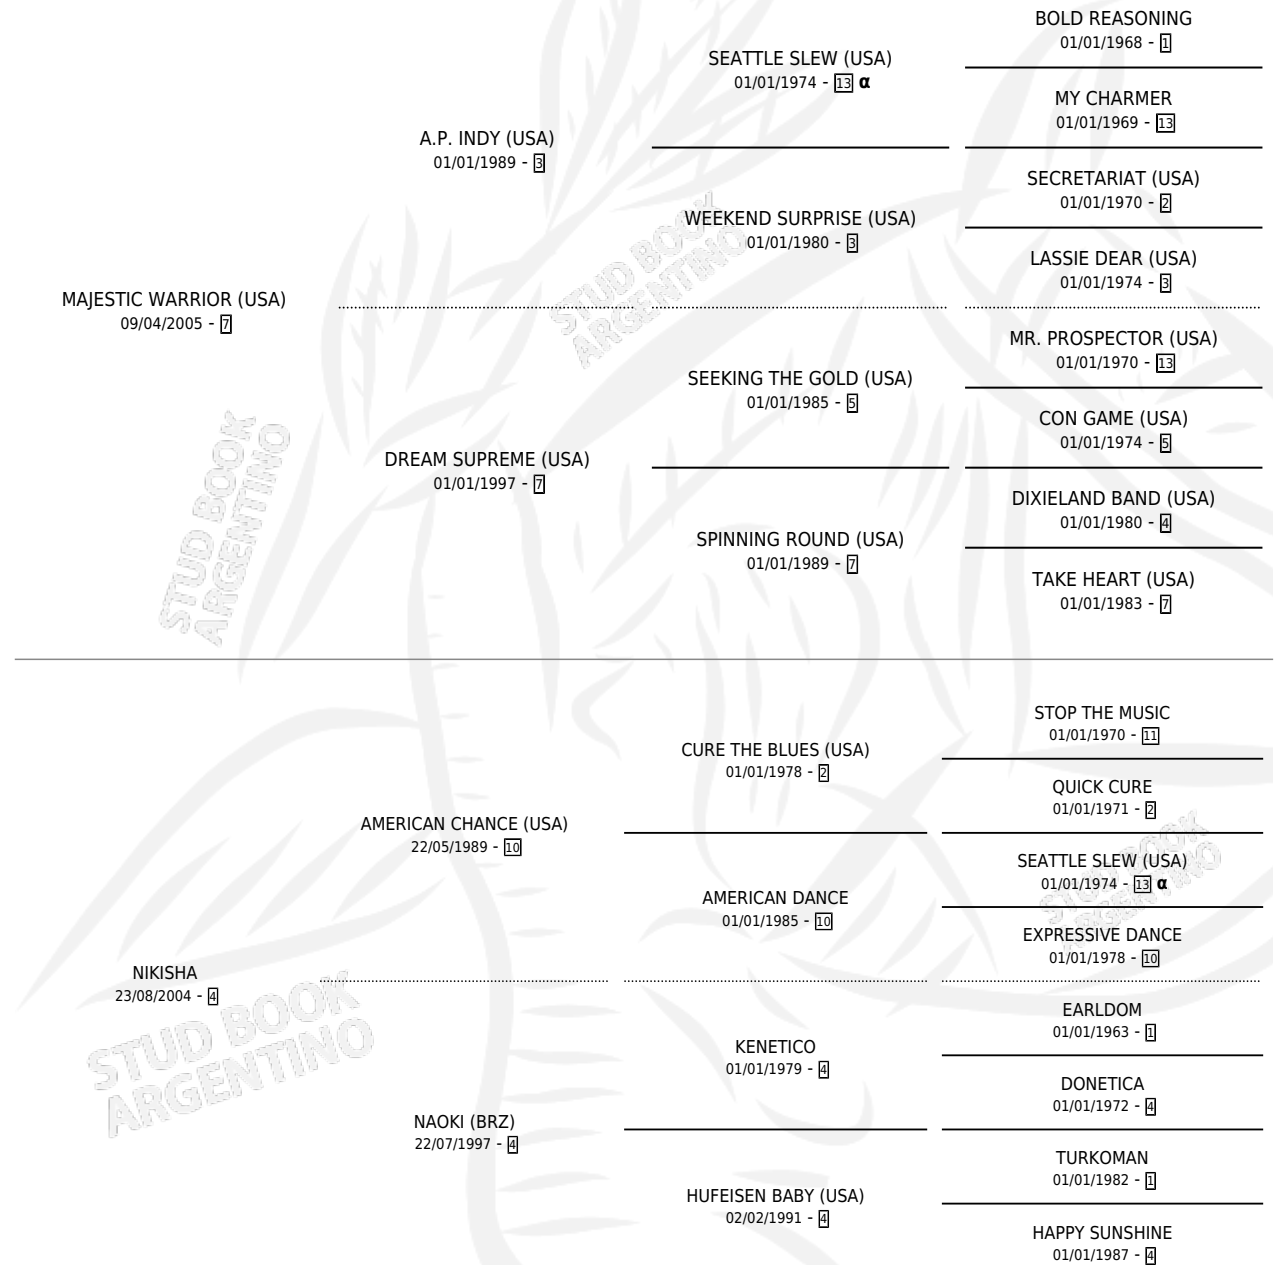 BOLD REASONING
01/01/1968 - 1
SEATTLE SLEW (USA)
01/01/1974 - 13 α
MY CHARMER
01/01/1969 - 13
A.P. INDY (USA)
01/01/1989 - 3
SECRETARIAT (USA)
01/01/1970 - 2
WEEKEND SURPRISE (USA)
01/01/1980 - 3
LASSIE DEAR (USA)
01/01/1974 - 3
MAJESTIC WARRIOR (USA)
09/04/2005 - 7
MR. PROSPECTOR (USA)
01/01/1970 - 13
SEEKING THE GOLD (USA)
01/01/1985 - 5
CON GAME (USA)
01/01/1974 - 5
DREAM SUPREME (USA)
01/01/1997 - 7
DIXIELAND BAND (USA)
01/01/1980 - 4
SPINNING ROUND (USA)
01/01/1989 - 7
TAKE HEART (USA)
01/01/1983 - 7
STOP THE MUSIC
01/01/1970 - 11
CURE THE BLUES (USA)
01/01/1978 - 2
QUICK CURE
01/01/1971 - 2
AMERICAN CHANCE (USA)
22/05/1989 - 10
SEATTLE SLEW (USA)
01/01/1974 - 13 α
AMERICAN DANCE
01/01/1985 - 10
EXPRESSIVE DANCE
01/01/1978 - 10
NIKISHA
23/08/2004 - 4
EARLDOM
01/01/1963 - 1
KENETICO
01/01/1979 - 4
DONETICA
01/01/1972 - 4
NAOKI (BRZ)
22/07/1997 - 4
TURKOMAN
01/01/1982 - 1
HUFEISEN BABY (USA)
02/02/1991 - 4
HAPPY SUNSHINE
01/01/1987 - 4
STUD BOOK
ARGENTINO
STUD BOOK
ARGENTINO
STUD BOOK
ARGENTINO
STUD BOOK
ARGENTINO